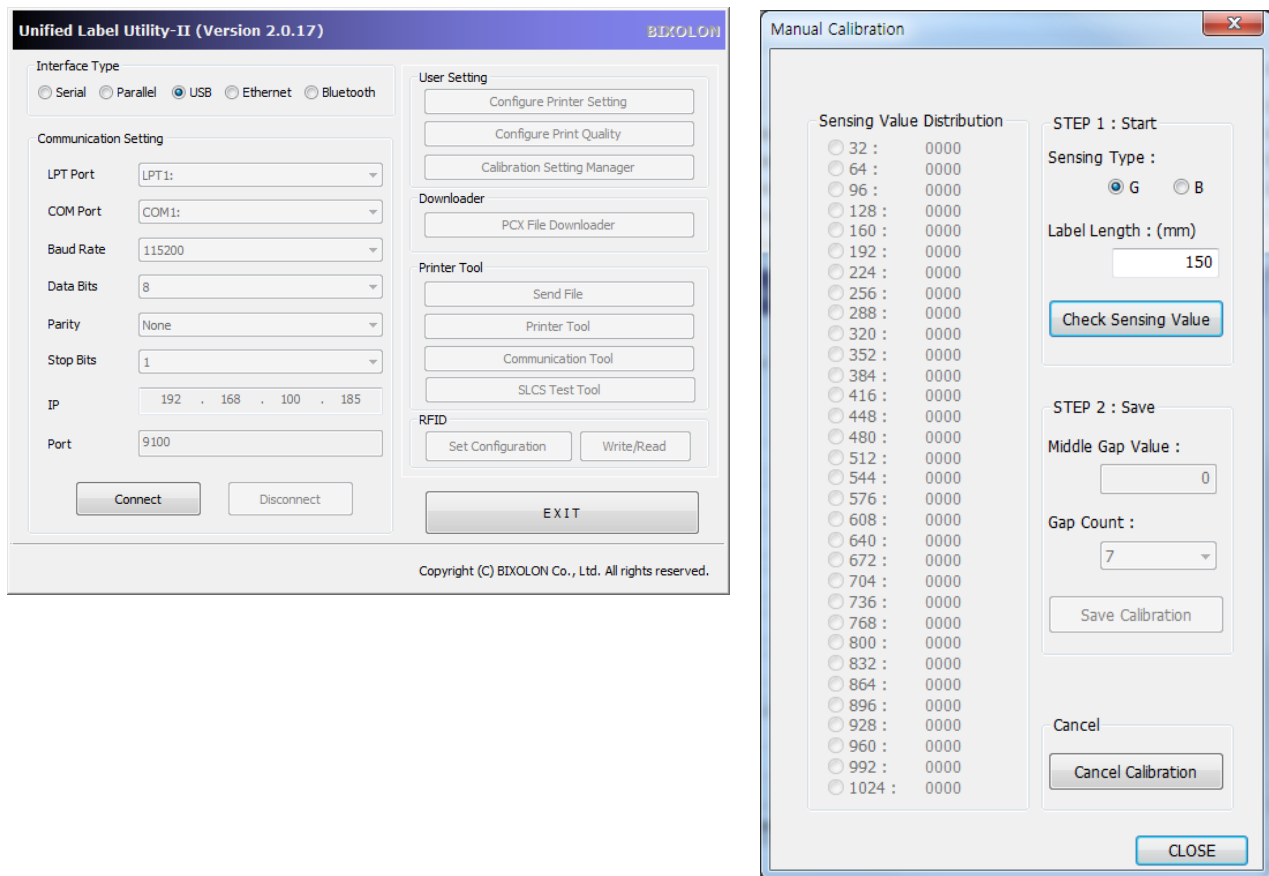 Unified Label Utility-II (Version 2.0.17)
BIXOLON
Interface Type
Serial Parallel USB Ethernet Bluetooth
Communication Setting
LPT Port LPT1:
COM Port COM1:
Baud Rate 115200
Data Bits 8
Parity None
Stop Bits 1
IP 192 . 168 . 100 . 185
Port 9100
Connect Disconnect
User Setting
Configure Printer Setting
Configure Print Quality
Calibration Setting Manager
Downloader
PCX File Downloader
Printer Tool
Send File
Printer Tool
Communication Tool
SLCS Test Tool
RFID
Set Configuration Write/Read
EXIT
Copyright (C) BIXOLON Co., Ltd. All rights reserved.
Manual Calibration
Sensing Value Distribution
32 : 0000
64 : 0000
96 : 0000
128 : 0000
160 : 0000
192 : 0000
224 : 0000
256 : 0000
288 : 0000
320 : 0000
352 : 0000
384 : 0000
416 : 0000
448 : 0000
480 : 0000
512 : 0000
544 : 0000
576 : 0000
608 : 0000
640 : 0000
672 : 0000
704 : 0000
736 : 0000
768 : 0000
800 : 0000
832 : 0000
864 : 0000
896 : 0000
928 : 0000
960 : 0000
992 : 0000
1024 : 0000
STEP 1 : Start
Sensing Type :
G B
Label Length : (mm)
150
Check Sensing Value
STEP 2 : Save
Middle Gap Value :
0
Gap Count :
7
Save Calibration
Cancel
Cancel Calibration
CLOSE